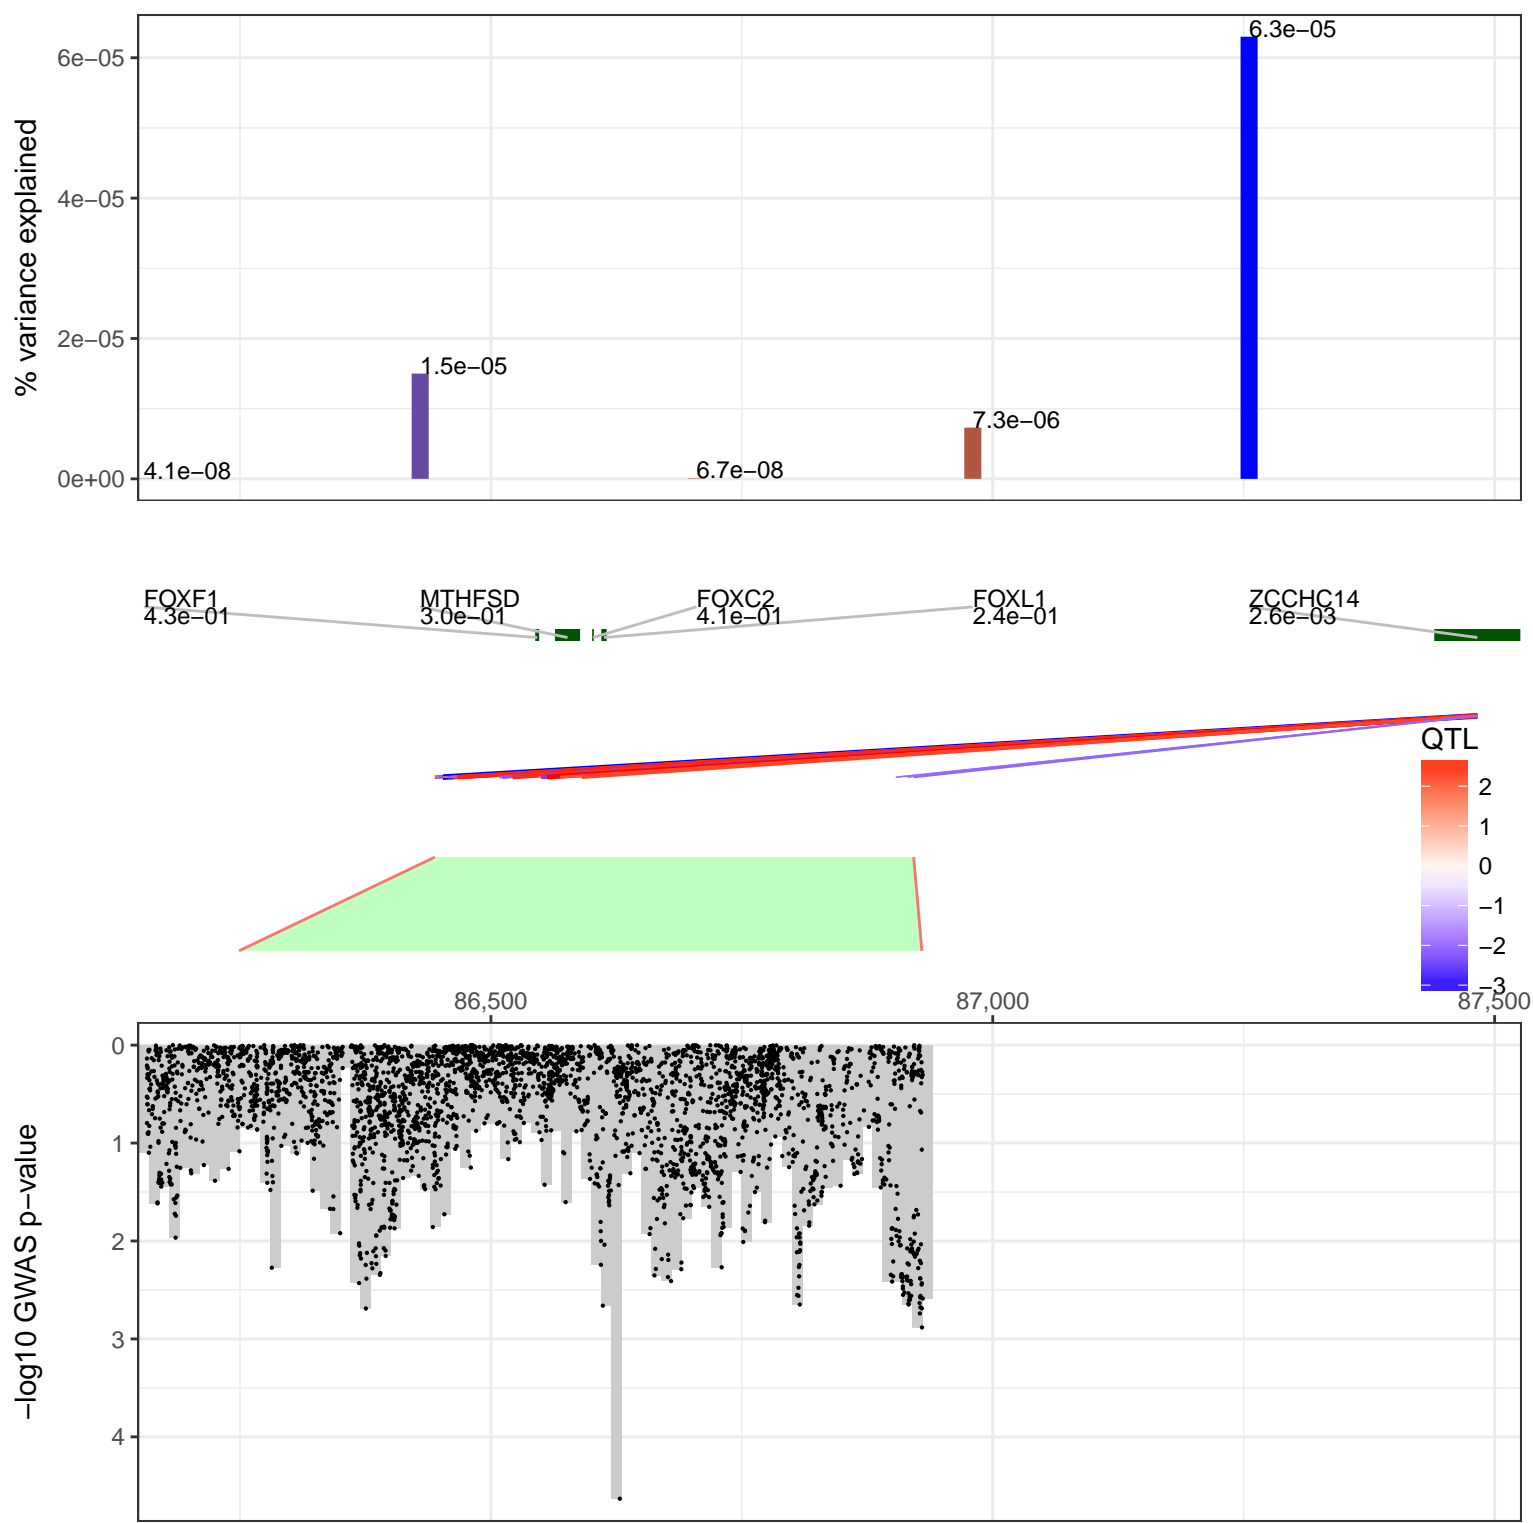 % variance explained
6e−05
4e−05
2e−05
0e+00
4.1e−08
1.5e−05
6.7e−08
7.3e−06
6.3e−05
FOXF1
4.3e−01
MTHFSD
3.0e−01
FOXC2
4.1e−01
FOXL1
2.4e−01
ZCCHC14
2.6e−03
QTL
2
1
0
−1
−2
−3
86,500
87,000
87,500
−log10 GWAS p−value
0
1
2
3
4